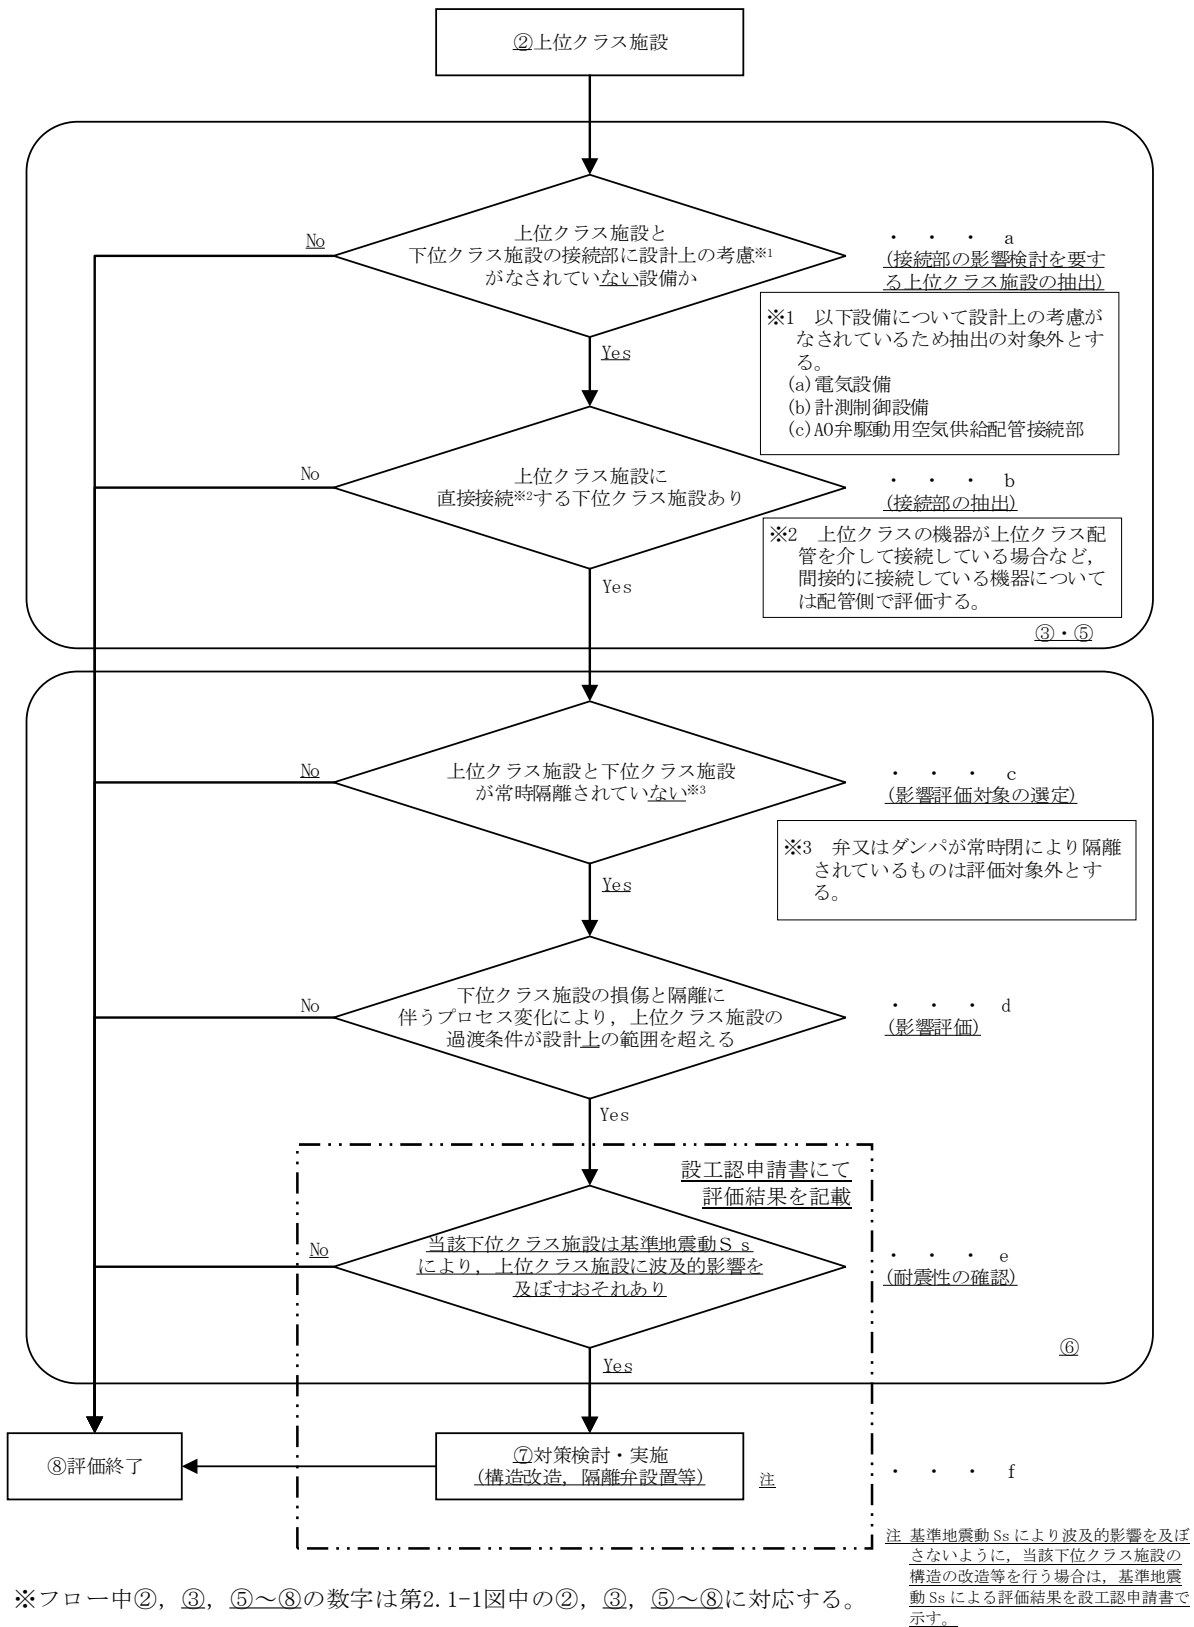 ②上位クラス施設
上位クラス施設と
下位クラス施設の接続部に設計上の考慮※1
がなされていない設備か
No
Yes
・ ・ ・ a
(接続部の影響検討を要す
る上位クラス施設の抽出)
※1 以下設備について設計上の考慮が
なされているため抽出の対象外とす
る。
(a)電気設備
(b)計測制御設備
(c)AO弁駆動用空気供給配管接続部
上位クラス施設に
直接接続※2する下位クラス施設あり
No
Yes
・ ・ ・ b
(接続部の抽出)
※2 上位クラスの機器が上位クラス配
管を介して接続している場合など，
間接的に接続している機器について
は配管側で評価する。
③・⑤
上位クラス施設と下位クラス施設
が常時隔離されていない※3
No
Yes
・ ・ ・ c
(影響評価対象の選定)
※3 弁又はダンパが常時閉により隔離
されているものは評価対象外とす
る。
下位クラス施設の損傷と隔離に
伴うプロセス変化により，上位クラス施設の
過渡条件が設計上の範囲を超える
No
Yes
・ ・ ・ d
(影響評価)
設工認申請書にて
評価結果を記載
当該下位クラス施設は基準地震動Ｓｓ
により，上位クラス施設に波及的影響を
及ぼすおそれあり
No
Yes
・ ・ ・ e
(耐震性の確認)
⑥
⑧評価終了
⑦対策検討・実施
(構造改造，隔離弁設置等)
注
・ ・ ・ f
注 基準地震動 Ss により波及的影響を及ぼ
さないように，当該下位クラス施設の
構造の改造等を行う場合は，基準地震
動 Ss による評価結果を設工認申請書で
示す。
※フロー中②，③，⑤～⑧の数字は第2.1-1図中の②，③，⑤～⑧に対応する。